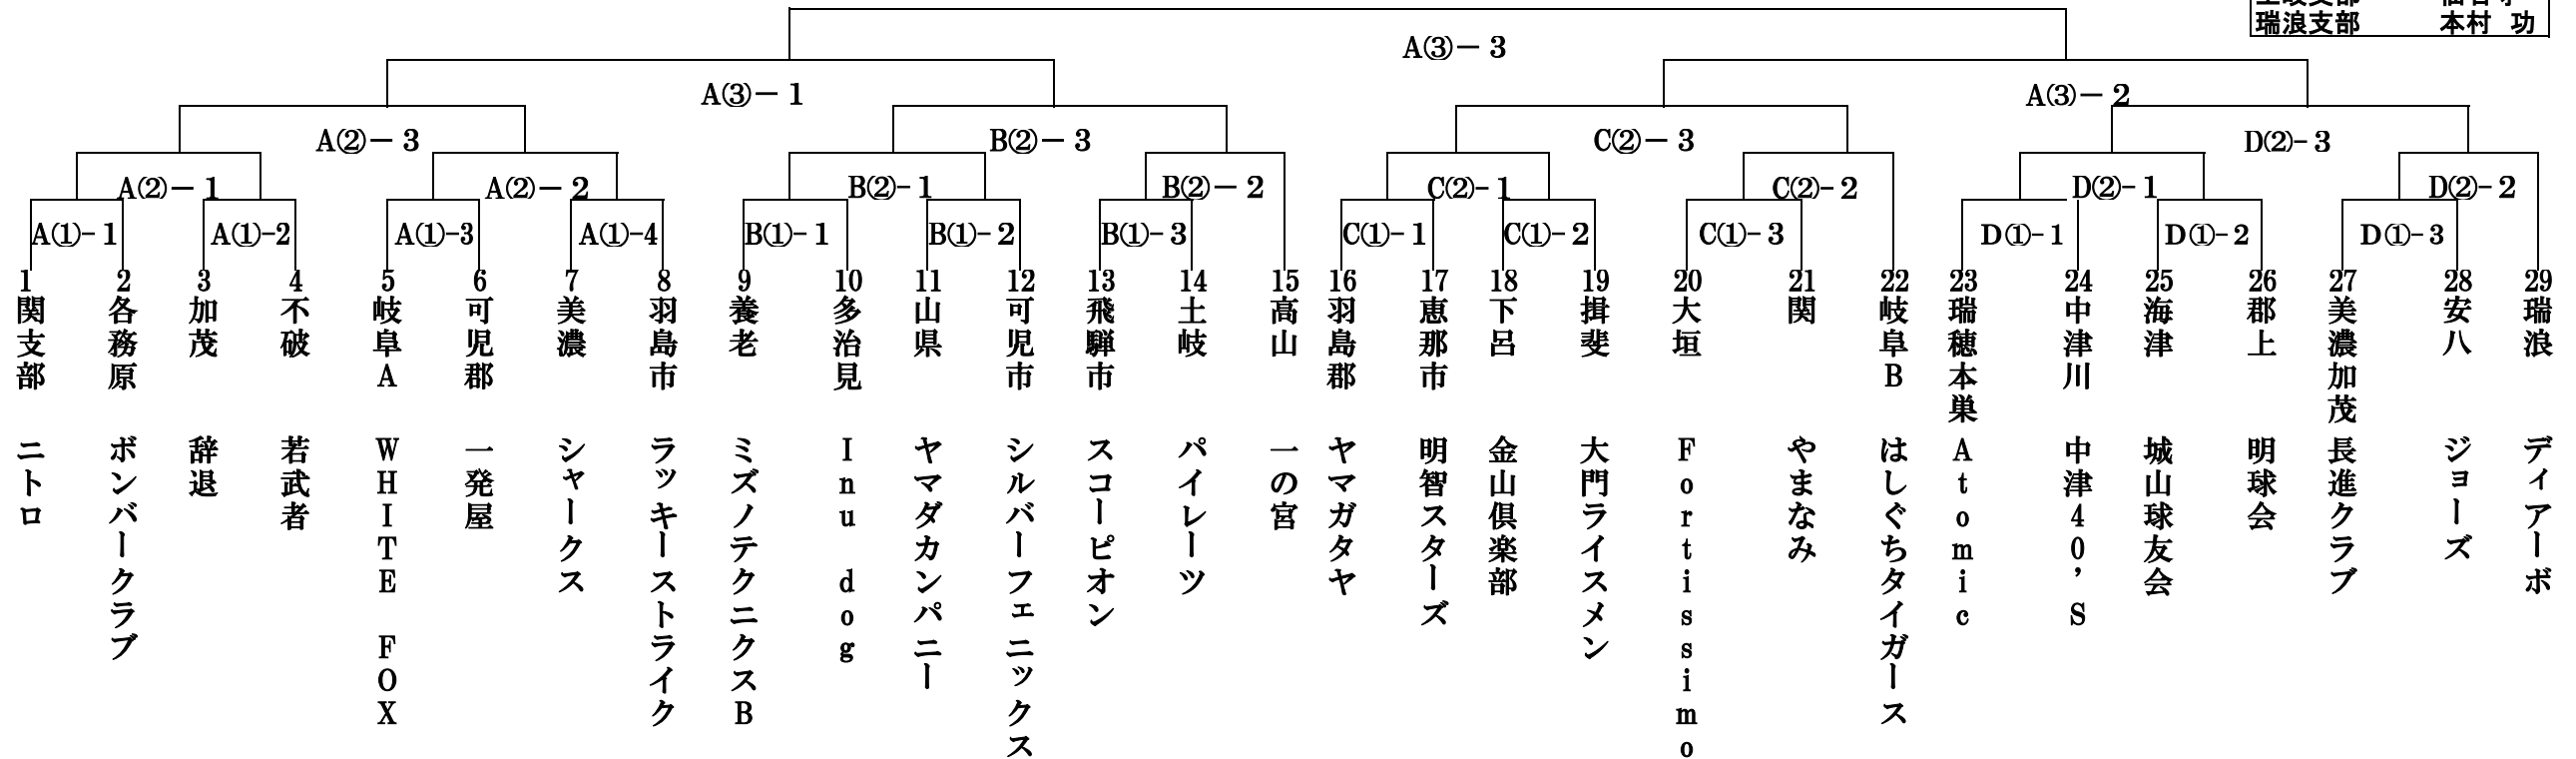 瑞浪支部 本村 功
A③－3
A③－1
A③－2
A②－3
B②－3
C②－3
D②-3
A②－1
A②－2
B②-1
B②－2
C②-1
C②-2
D②-1
D②-2
A①-1
A①-2
A①-3
A①-4
B①-1
B①-2
B①-3
C①-1
C①-2
C①-3
D①-1
D①-2
D①-3
1 関支部 ニトロ
2 各務原 ボンバークラブ
3 加茂 辞退
4 不破 若武者
5 岐阜A WHITE FOX
6 可児郡 一発屋
7 美濃 シャークス
8 羽島市 ラッキーストライク
9 養老 ミズノテクニクスB
10 多治見 Inu dog
11 山県 ヤマダカンパニー
12 可児市 シルバーフェニックス
13 飛騨市 スコーピオン
14 土岐 パイレーツ
15 高山 一の宮
16 羽島郡 ヤマガタヤ
17 恵那市 明智スターズ
18 下呂 金山倶楽部
19 揖斐 大門ライスメン
20 大垣 Fortissimo
21 関 やまなみ
22 岐阜B はしぐちタイガース
23 瑞穂本巣 Atomic
24 中津川 中津40’S
25 海津 城山球友会
26 郡上 明球会
27 美濃加茂 長進クラブ
28 安八 ジョーズ
29 瑞浪 ディアーボ